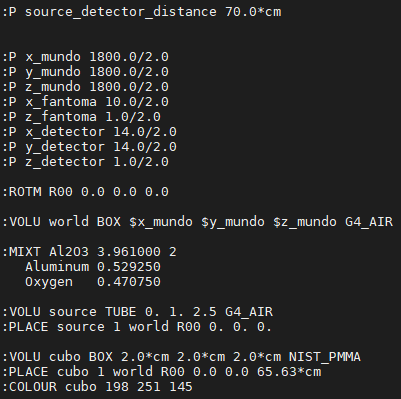 :P source_detector_distance 70.0*cm
:P x_mundo 1800.0/2.0
:P y_mundo 1800.0/2.0
:P z_mundo 1800.0/2.0
:P x_fantoma 10.0/2.0
:P z_fantoma 1.0/2.0
:P x_detector 14.0/2.0
:P y_detector 14.0/2.0
:P z_detector 1.0/2.0
:ROTM R00 0.0 0.0 0.0
:VOLU world BOX $x_mundo $y_mundo $z_mundo G4_AIR
:MIXT Al2O3 3.961000 2
Aluminum 0.529250
Oxygen 0.470750
:VOLU source TUBE 0. 1. 2.5 G4_AIR
:PLACE source 1 world R00 0. 0. 0.
:VOLU cubo BOX 2.0*cm 2.0*cm 2.0*cm NIST_PMMA
:PLACE cubo 1 world R00 0.0 0.0 65.63*cm
:COLOUR cubo 198 251 145